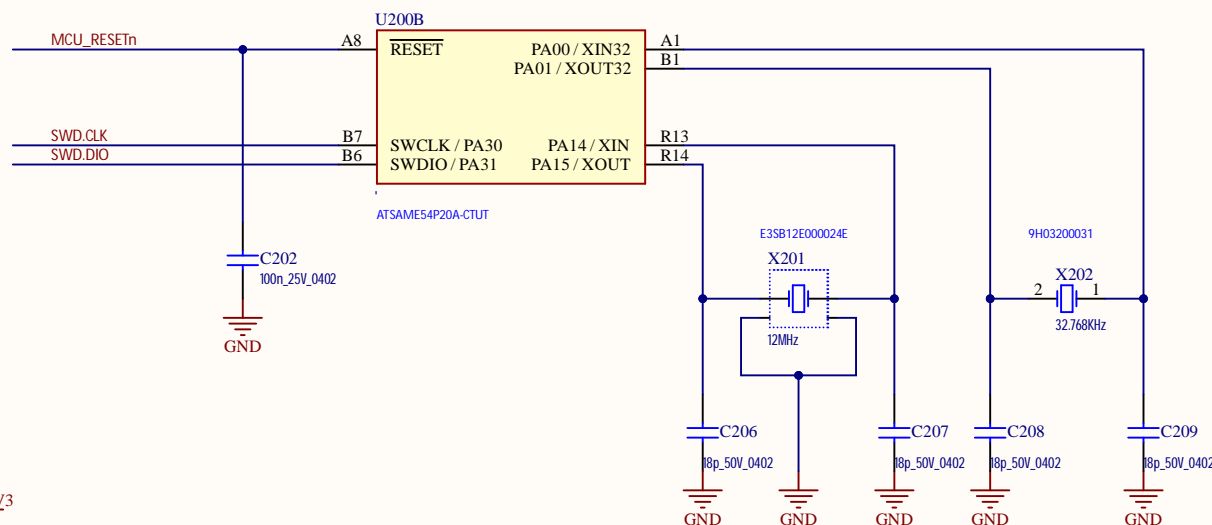 U200B
MCU_RESETn
A8
RESET
PA00 / XIN32
A1
PA01 / XOUT32
B1
SWD.CLK
B7
SWCLK / PA30
PA14 / XIN
R13
SWD.DIO
B6
SWDIO / PA31
PA15 / XOUT
R14
ATSAME54P20A-CTUT
E3SB12E000024E
9H03200031
C202
100n_25V_0402
X201
X202
2
1
12MHz
32.768KHz
GND
C206
C207
C208
C209
18p_50V_0402
18p_50V_0402
18p_50V_0402
18p_50V_0402
GND
GND
GND
GND
GND